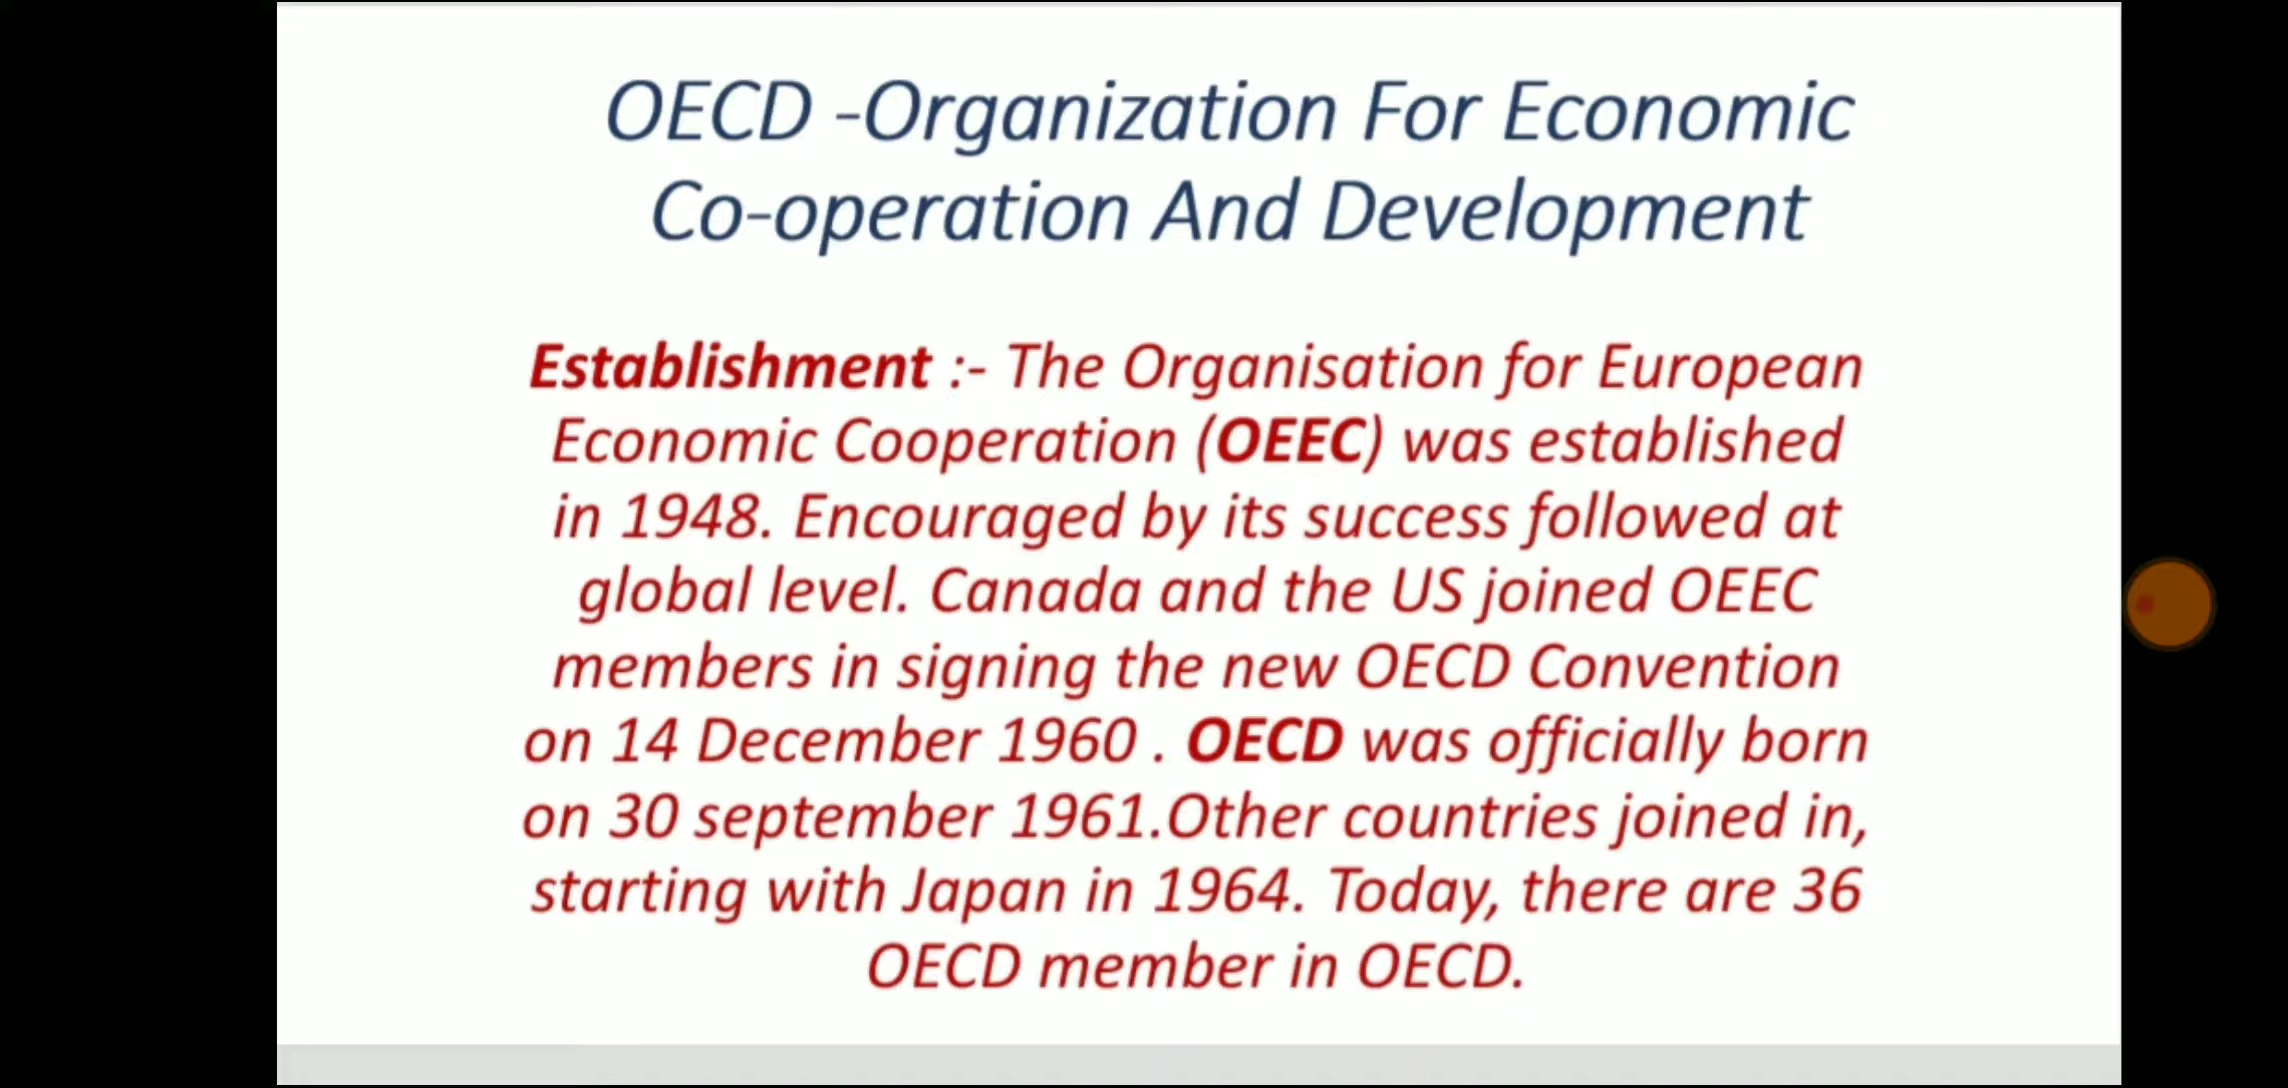 OECD -Organization For Economic
Co-operation And Development
Establishment :- The Organisation for European
Economic Cooperation (OEEC) was established
in 1948. Encouraged by its success followed at
global level. Canada and the US joined OEEC
members in signing the new OECD Convention
on 14 December 1960 . OECD was officially born
on 30 september 1961.Other countries joined in,
starting with Japan in 1964. Today, there are 36
OECD member in OECD.